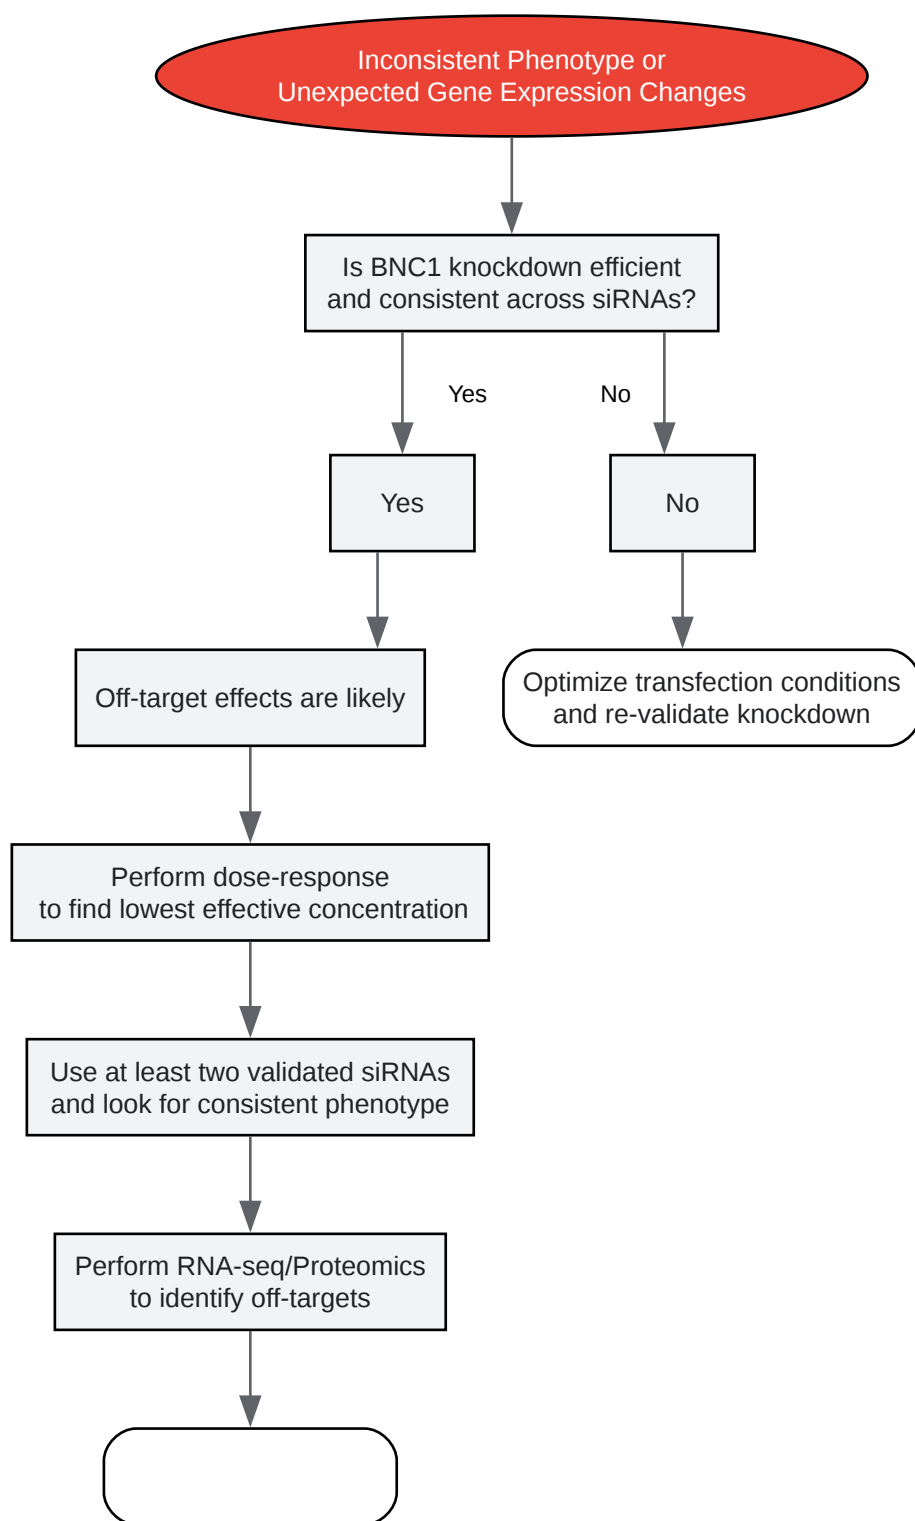 Inconsistent Phenotype or
Unexpected Gene Expression Changes
Is BNC1 knockdown efficient
and consistent across siRNAs?
Yes
No
Yes
No
Off-target effects are likely
Optimize transfection conditions
and re-validate knockdown
Perform dose-response
to find lowest effective concentration
Use at least two validated siRNAs
and look for consistent phenotype
Perform RNA-seq/Proteomics
to identify off-targets